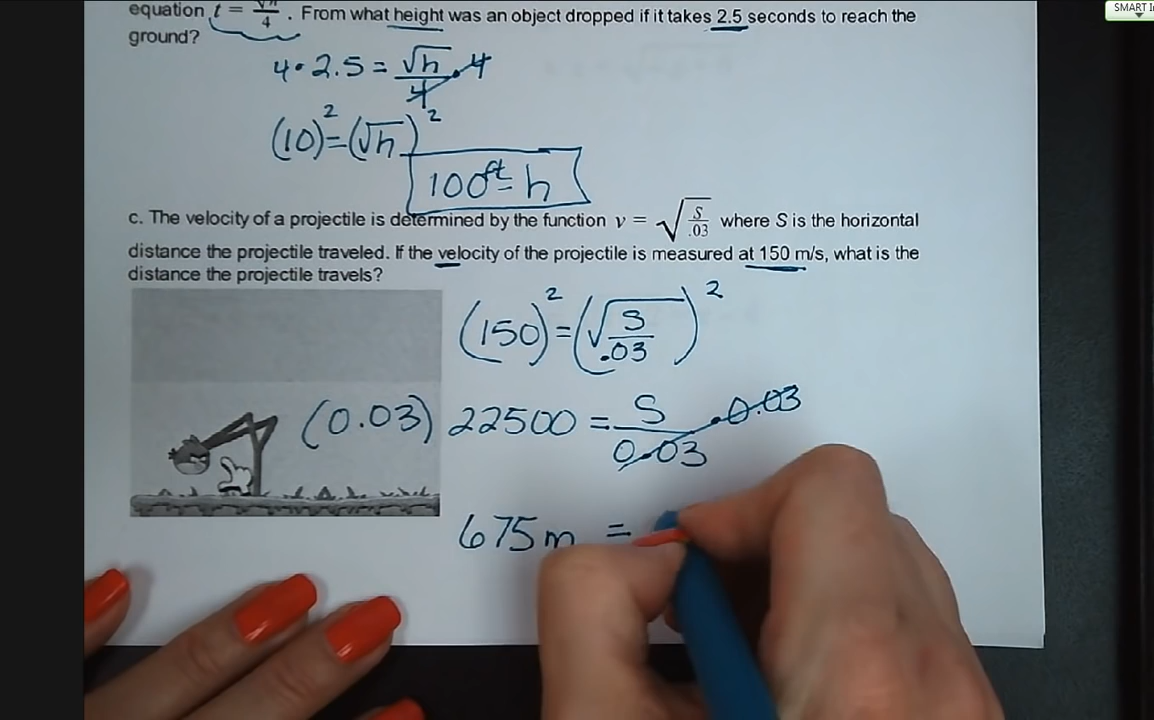 SMART
equation t = √h/4 . From what height was an object dropped if it takes 2.5 seconds to reach the
ground?
4 • 2.5 = √h/4 • 4
(10)² = (√h)²
100 ft = h
c. The velocity of a projectile is determined by the function v = √(S/.03) where S is the horizontal
distance the projectile traveled. If the velocity of the projectile is measured at 150 m/s, what is the
distance the projectile travels?
(150)² = (√(S/.03))²
(0.03) 22500 = S/0.03 • 0.03
675m =